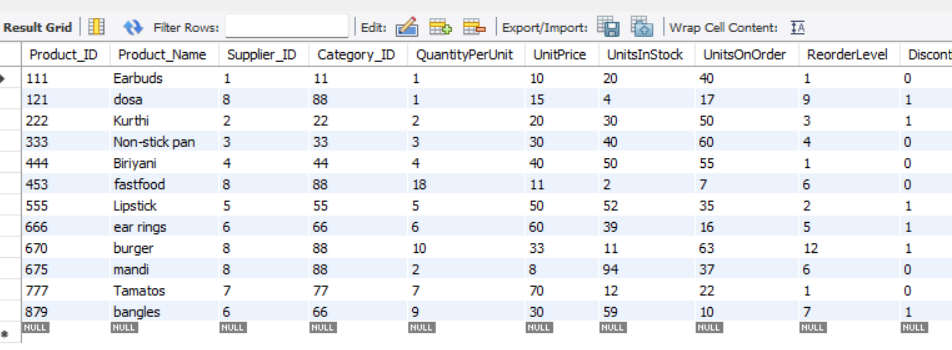 Result Grid Filter Rows: Edit: Export/Import: Wrap Cell Content: IA
Product_ID Product_Name Supplier_ID Category_ID QuantityPerUnit UnitPrice UnitsInStock UnitsOnOrder ReorderLevel Discont
111 Earbuds 1 11 1 10 20 40 1 0
121 dosa 8 88 1 15 4 17 9 1
222 Kurthi 2 22 2 20 30 50 3 1
333 Non-stick pan 3 33 3 30 40 60 4 0
444 Biriyani 4 44 4 40 50 55 1 0
453 fastfood 8 88 18 11 2 7 6 0
555 Lipstick 5 55 5 50 52 35 2 1
666 ear rings 6 66 6 60 39 16 5 1
670 burger 8 88 10 33 11 63 12 1
675 mandi 8 88 2 8 94 37 6 0
777 Tamatos 7 77 7 70 12 22 1 0
879 bangles 6 66 9 30 59 10 7 1
NULL NULL NULL NULL NULL NULL NULL NULL NULL NULL